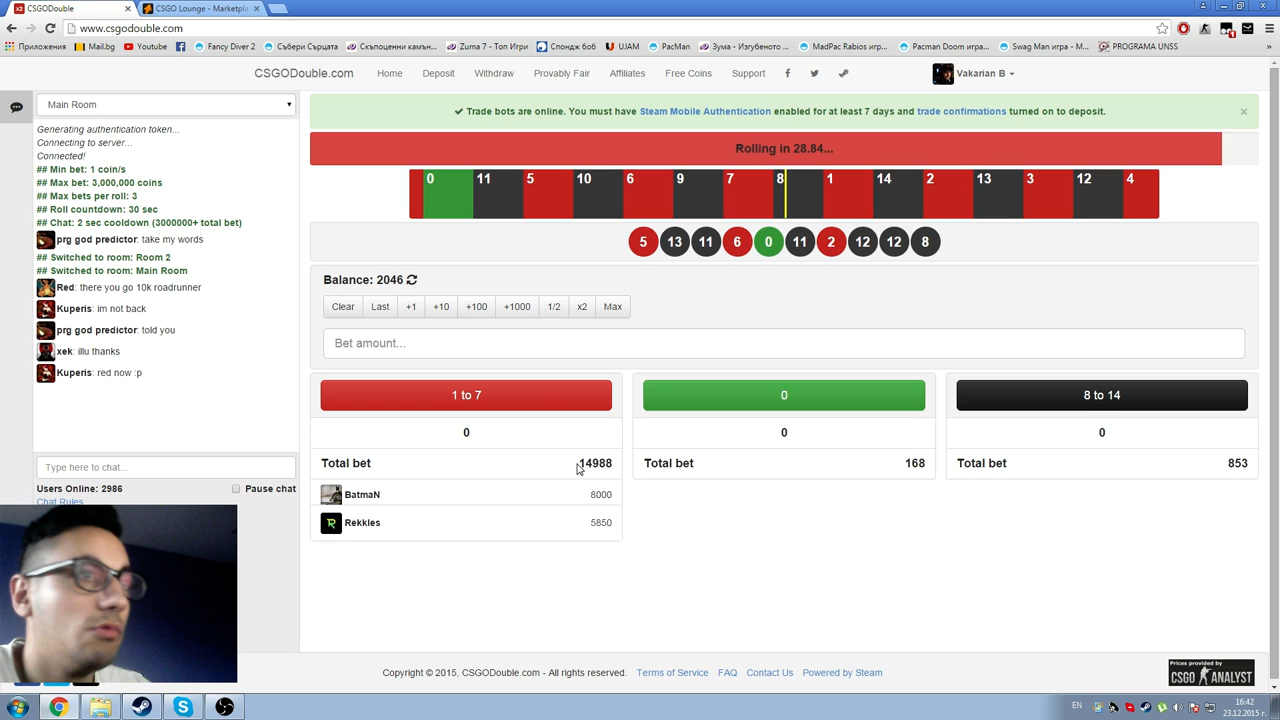 CSGODouble
CSGO Lounge - Marketpla
www.csgodouble.com
Приложения
Mail.bg
Youtube
Fancy Diver 2
Събери Сърцата
Скъпоценни камън...
Zuma 7 - Топ Игри
Спондж боб
UJAM
PacMan
Зума - Изгубеното ...
MadPac Rabios игр...
Pacman Doom игра...
Swag Man игра - M...
PROGRAMA UNSS
CSGODouble.com
Home
Deposit
Withdraw
Provably Fair
Affiliates
Free Coins
Support
Vakarian B
Main Room
Generating authentication token...
Connecting to server...
Connected!
## Min bet: 1 coin/s
## Max bet: 3,000,000 coins
## Max bets per roll: 3
## Roll countdown: 30 sec
## Chat: 2 sec cooldown (3000000+ total bet)
prg god predictor: take my words
## Switched to room: Room 2
## Switched to room: Main Room
Red: there you go 10k roadrunner
Kuperis: im not back
prg god predictor: told you
xek: illu thanks
Kuperis: red now :p
Type here to chat...
Users Online: 2986
Pause chat
Chat Rules
Trade bots are online. You must have Steam Mobile Authentication enabled for at least 7 days and trade confirmations turned on to deposit.
×
Rolling in 28.84...
0 11 5 10 6 9 7 8 1 14 2 13 3 12 4
5 13 11 6 0 11 2 12 12 8
Balance: 2046
Clear Last +1 +10 +100 +1000 1/2 x2 Max
Bet amount...
1 to 7
0
Total bet 14988
BatmaN 8000
Rekkles 5850
0
0
Total bet 168
8 to 14
0
Total bet 853
Copyright © 2015, CSGODouble.com - All rights reserved.
Terms of Service
FAQ
Contact Us
Powered by Steam
Prices provided by
CSGO ANALYST
EN
16:42
23.12.2015 г.